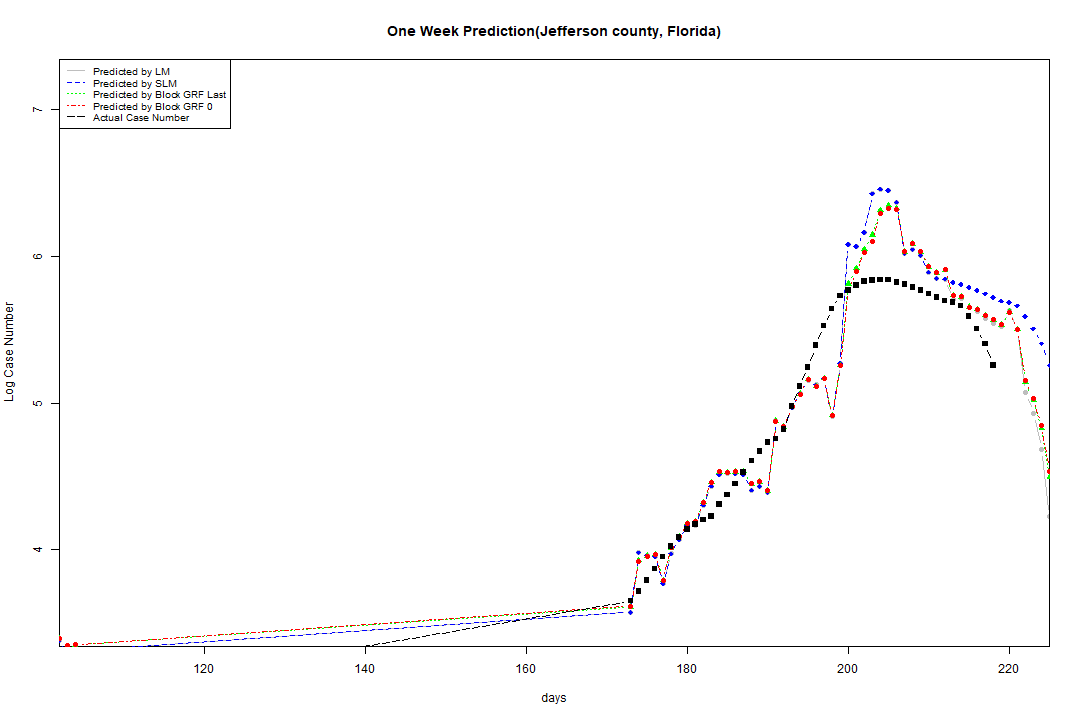 One Week Prediction(Jefferson county, Florida)
Predicted by LM
Predicted by SLM
Predicted by Block GRF Last
Predicted by Block GRF 0
Actual Case Number
7
6
5
4
Log Case Number
120 140 160 180 200 220
days